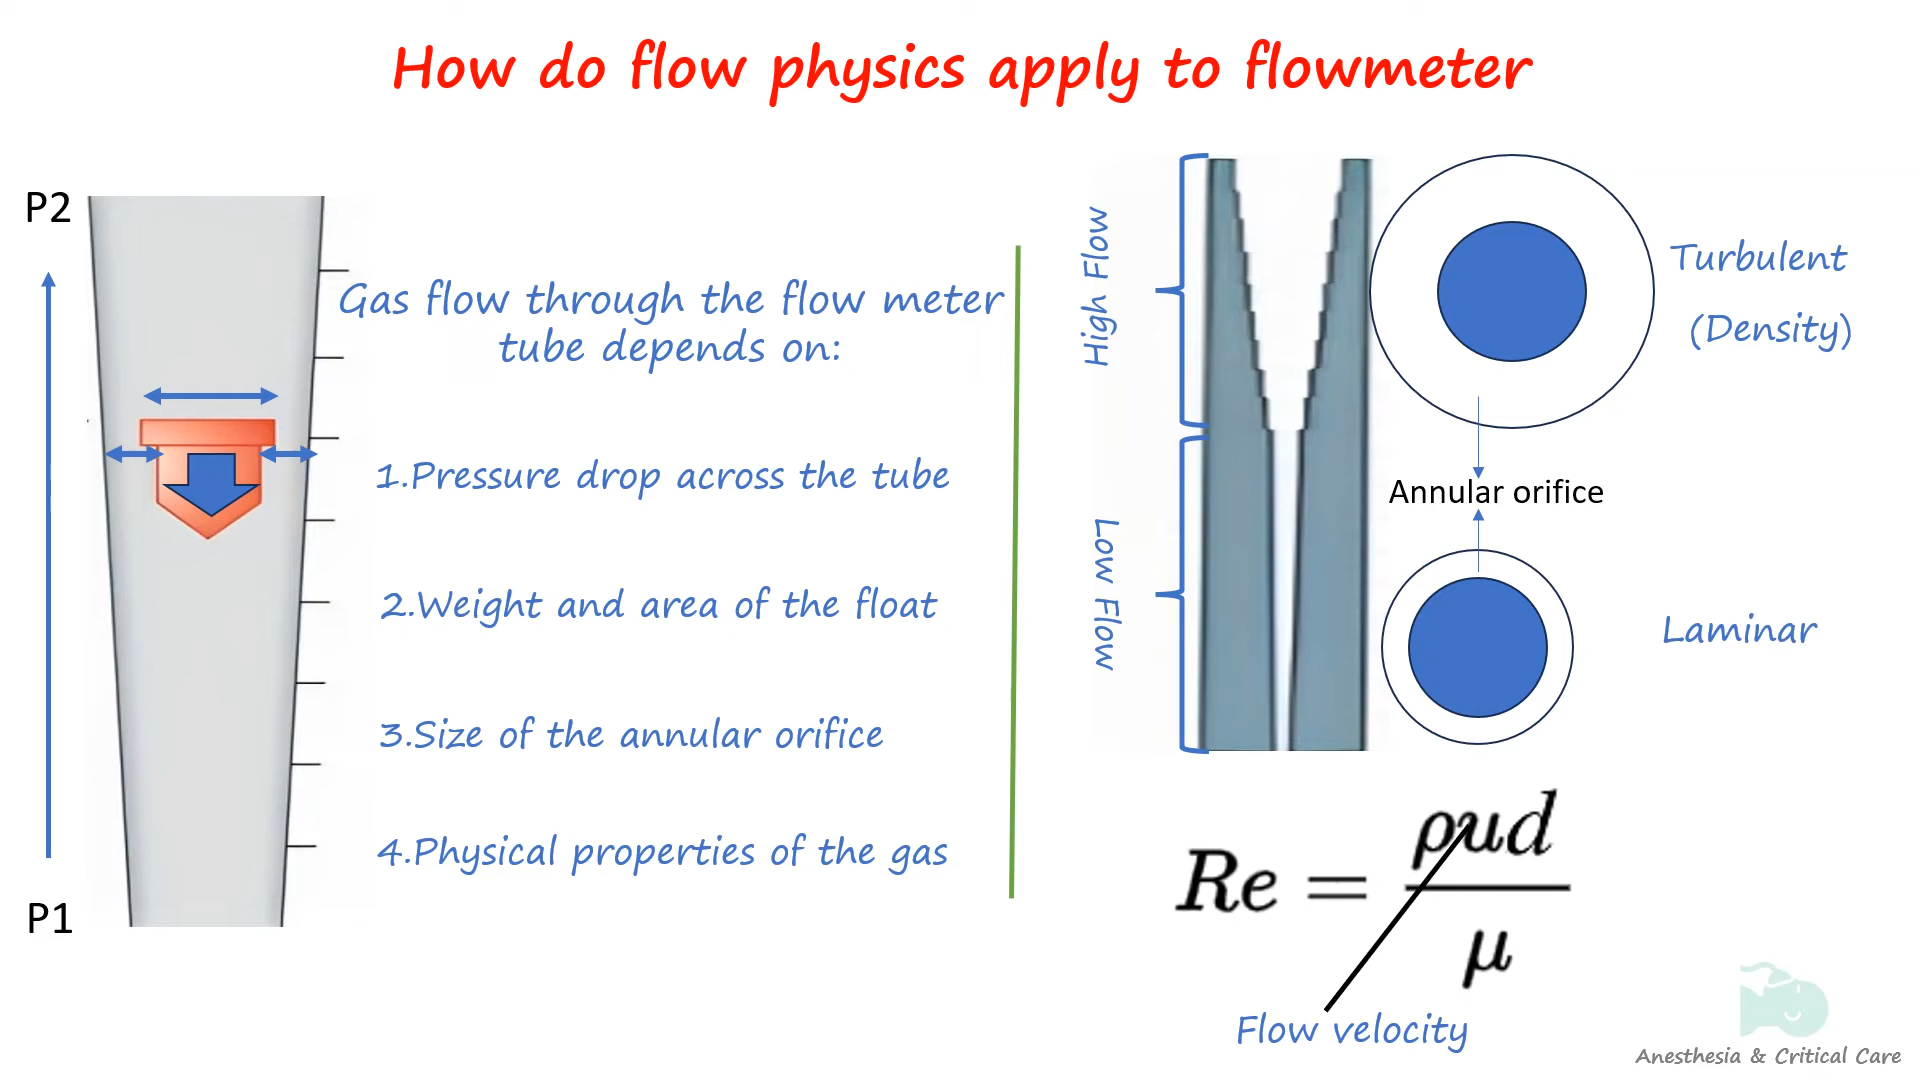 How do flow physics apply to flowmeter
P2
Gas flow through the flow meter
tube depends on:
1.Pressure drop across the tube
2.Weight and area of the float
3.Size of the annular orifice
4.Physical properties of the gas
P1
High Flow
Low Flow
Turbulent
(Density)
Annular orifice
Laminar
Re = ρud / μ
Flow velocity
Anesthesia & Critical Care